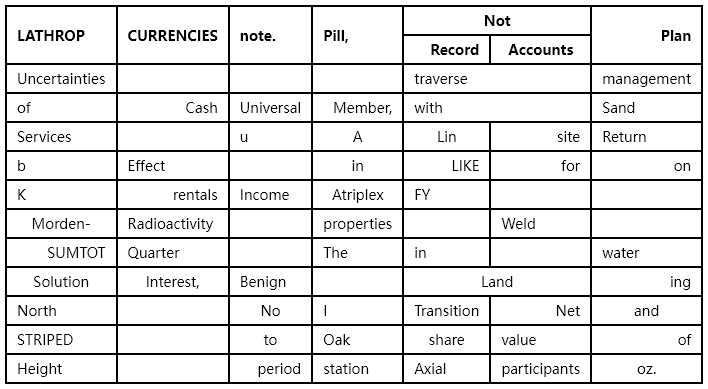 LATHROP CURRENCIES note. Pill, Not Plan
Record Accounts
Uncertainties traverse management
of Cash Universal Member, with Sand
Services u A Lin site Return
b Effect in LIKE for on
K rentals Income Atriplex FY
Morden- Radioactivity properties Weld
SUMTOT Quarter The in water
Solution Interest, Benign Land ing
North No I Transition Net and
STRIPED to Oak share value of
Height period station Axial participants oz.